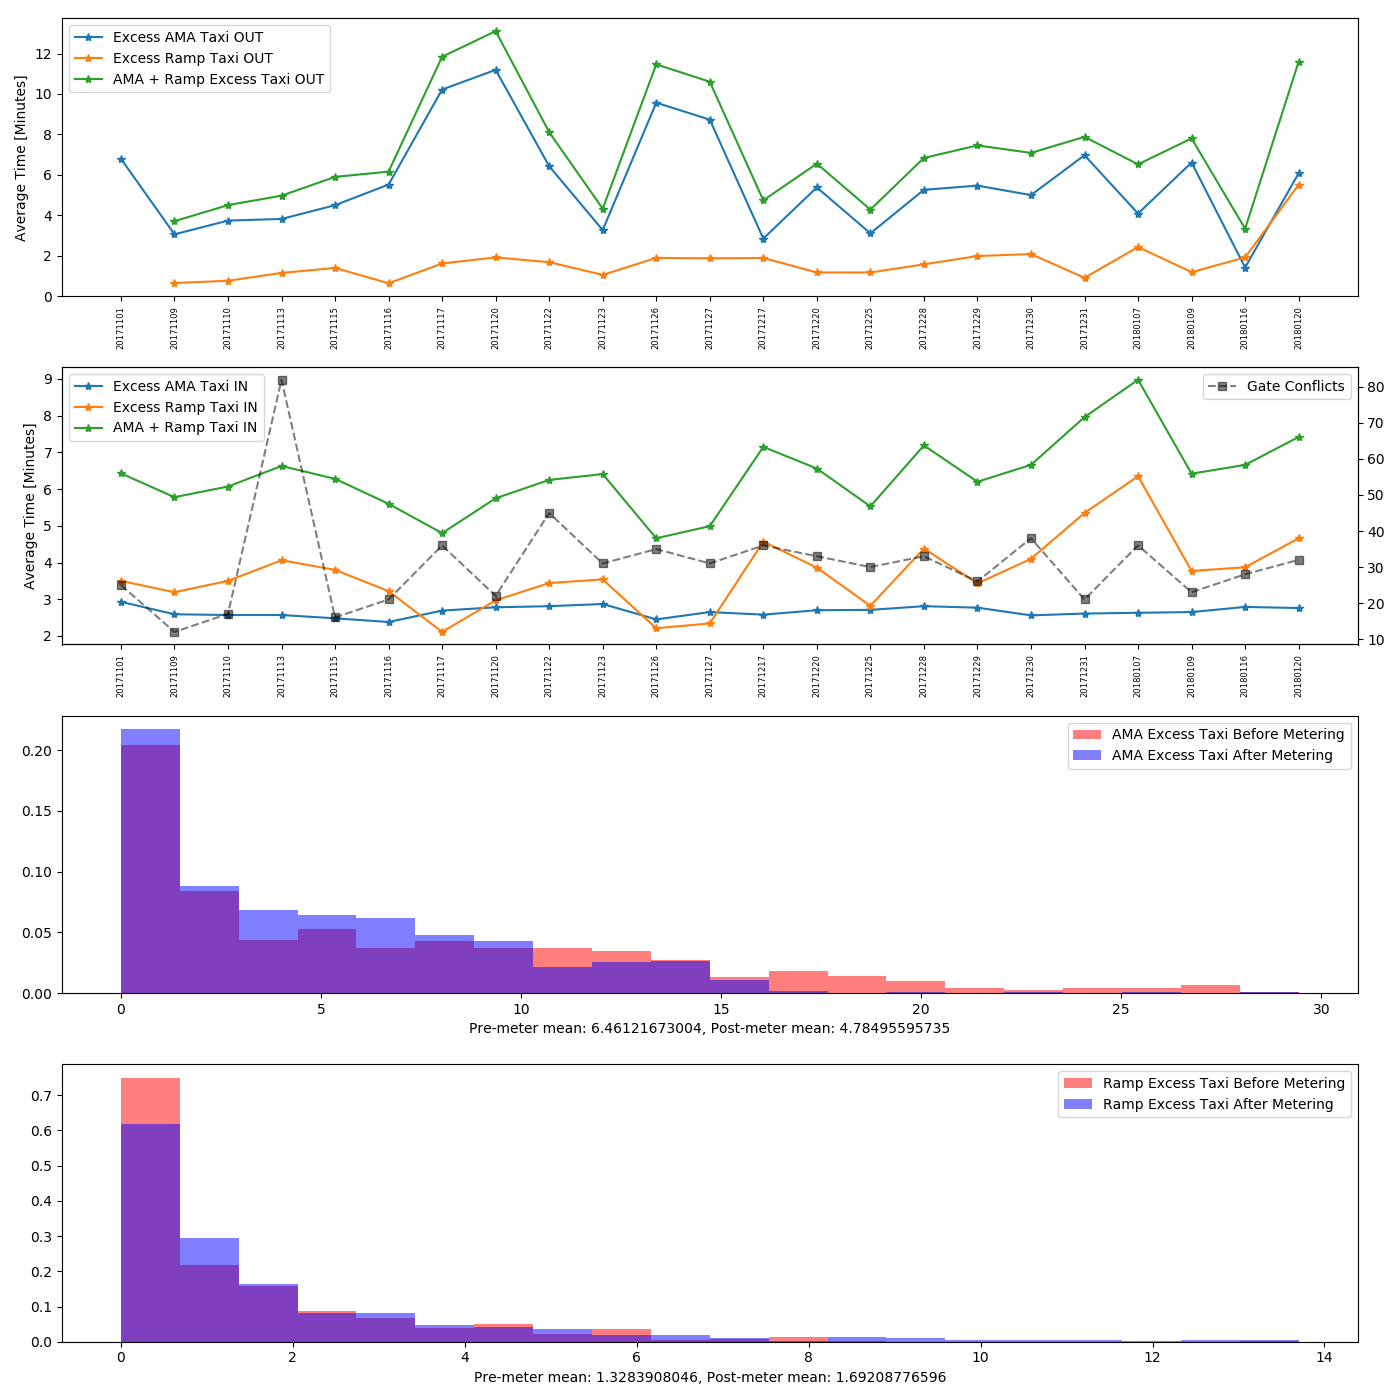 Excess AMA Taxi OUT
Excess Ramp Taxi OUT
AMA + Ramp Excess Taxi OUT
Average Time [Minutes]
12
10
8
6
4
2
0
20171101 20171109 20171110 20171113 20171115 20171116 20171117 20171120 20171122 20171123 20171126 20171127 20171217 20171220 20171225 20171228 20171229 20171230 20171231 20180107 20180109 20180116 20180120
Excess AMA Taxi IN
Excess Ramp Taxi IN
AMA + Ramp Taxi IN
Gate Conflicts
Average Time [Minutes]
9
8
7
6
5
4
3
2
80
70
60
50
40
30
20
10
20171101 20171109 20171110 20171113 20171115 20171116 20171117 20171120 20171122 20171123 20171126 20171127 20171217 20171220 20171225 20171228 20171229 20171230 20171231 20180107 20180109 20180116 20180120
AMA Excess Taxi Before Metering
AMA Excess Taxi After Metering
0.20
0.15
0.10
0.05
0.00
0 5 10 15 20 25 30
Pre-meter mean: 6.46121673004, Post-meter mean: 4.78495595735
Ramp Excess Taxi Before Metering
Ramp Excess Taxi After Metering
0.7
0.6
0.5
0.4
0.3
0.2
0.1
0.0
0 2 4 6 8 10 12 14
Pre-meter mean: 1.3283908046, Post-meter mean: 1.69208776596